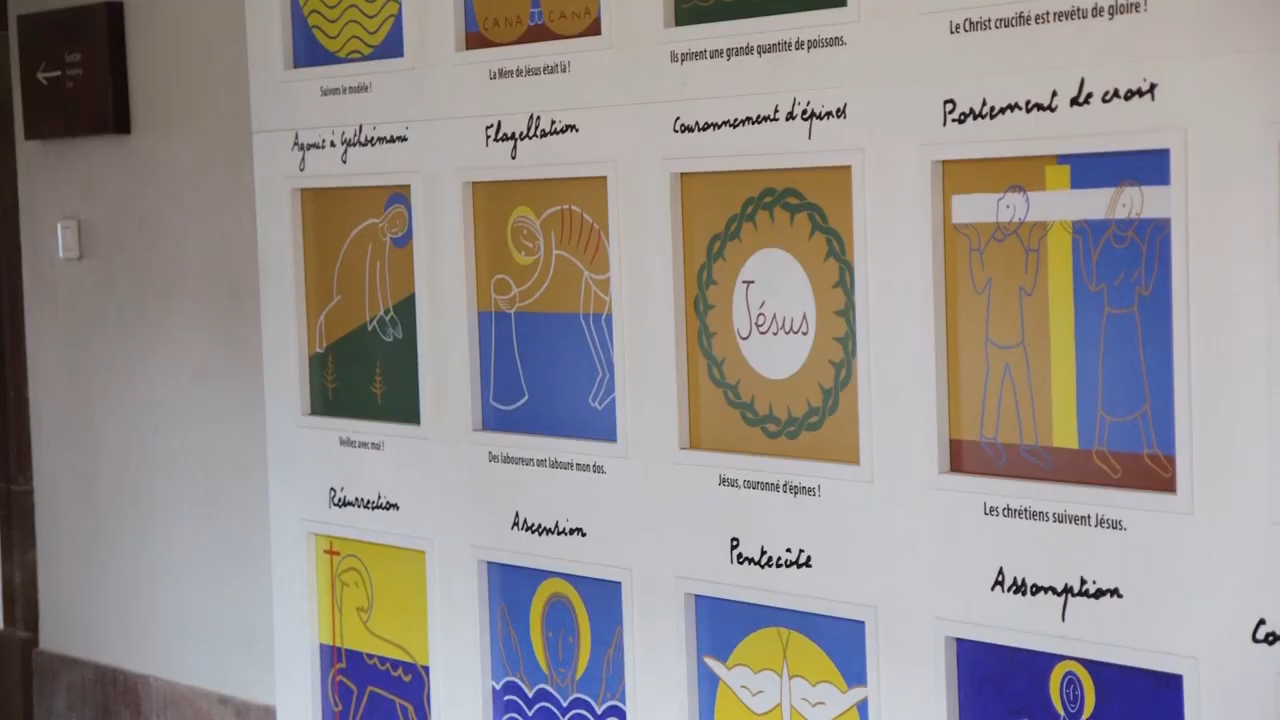 Sortie
CANA CANA
Suivons le modèle !
La Mère de Jésus était là !
Ils prirent une grande quantité de poissons.
Le Christ crucifié est revêtu de gloire !
Agonie à Gethsémani
Flagellation
Couronnement d'épines
Portement de croix
Jésus
Veillez avec moi !
Des laboureurs ont labouré mon dos.
Jésus, couronné d'épines !
Les chrétiens suivent Jésus.
Résurrection
Ascension
Pentecôte
Assomption
Co